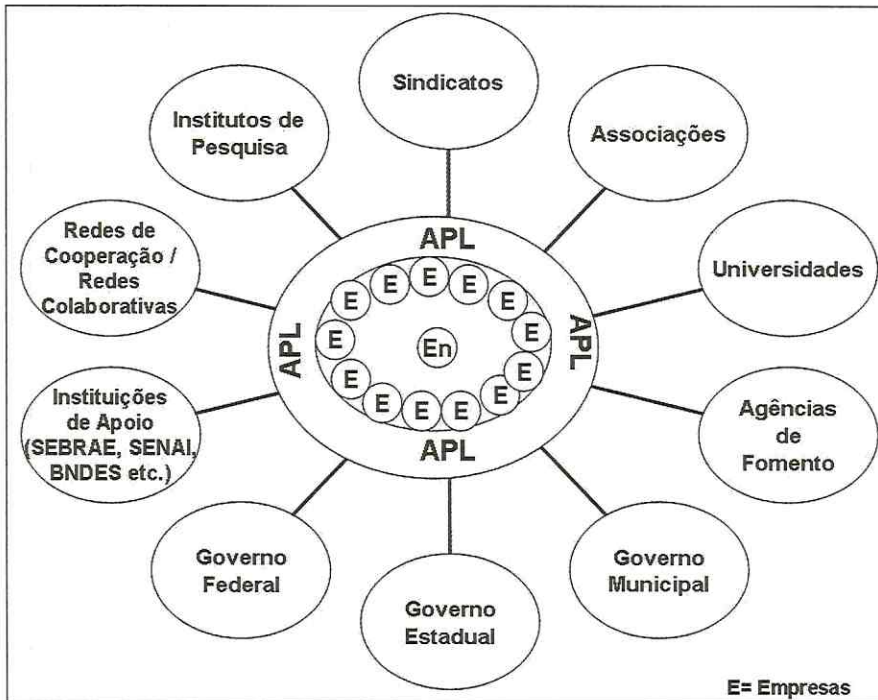 Sindicatos
Institutos de
Pesquisa
Associações
Redes de
Cooperação /
Redes
Colaborativas
Universidades
APL
APL
APL
APL
E
E
E
E
E
E
E
E
E
E
E
E
E
En
Instituições
de Apoio
(SEBRAE, SENAI,
BNDES etc.)
Agências
de
Fomento
Governo
Federal
Governo
Estadual
Governo
Municipal
E= Empresas